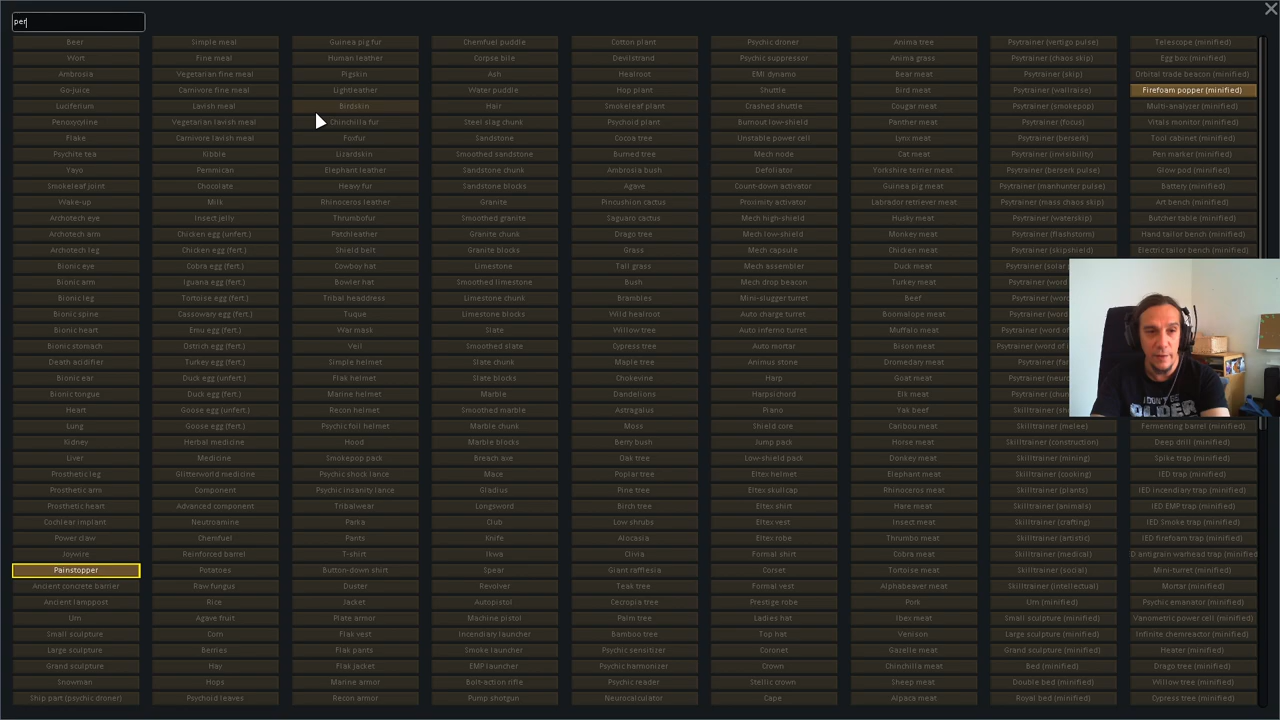 per
Beer
Wort
Ambrosia
Go-juice
Luciferium
Penoxycyline
Flake
Psychite tea
Yayo
Smokeleaf joint
Wake-up
Archotech eye
Archotech arm
Archotech leg
Bionic eye
Bionic arm
Bionic leg
Bionic spine
Bionic heart
Bionic stomach
Death acidifier
Bionic ear
Bionic tongue
Heart
Lung
Kidney
Liver
Prosthetic leg
Prosthetic arm
Prosthetic heart
Cochlear implant
Power claw
Joywire
Painstopper
Ancient concrete barrier
Ancient lamppost
Urn
Small sculpture
Large sculpture
Grand sculpture
Snowman
Ship part (psychic droner)
Simple meal
Fine meal
Vegetarian fine meal
Carnivore fine meal
Lavish meal
Vegetarian lavish meal
Carnivore lavish meal
Kibble
Pemmican
Chocolate
Milk
Insect jelly
Chicken egg (unfert.)
Chicken egg (fert.)
Cobra egg (fert.)
Iguana egg (fert.)
Tortoise egg (fert.)
Cassowary egg (fert.)
Emu egg (fert.)
Ostrich egg (fert.)
Turkey egg (fert.)
Duck egg (unfert.)
Duck egg (fert.)
Goose egg (unfert.)
Goose egg (fert.)
Herbal medicine
Medicine
Glitterworld medicine
Component
Advanced component
Neutroamine
Chemfuel
Reinforced barrel
Potatoes
Raw fungus
Rice
Agave fruit
Corn
Berries
Hay
Hops
Psychoid leaves
Guinea pig fur
Human leather
Pigskin
Lightleather
Birdskin
Chinchilla fur
Foxfur
Lizardskin
Elephant leather
Heavy fur
Rhinoceros leather
Thrumbofur
Patchleather
Shield belt
Cowboy hat
Bowler hat
Tribal headdress
Tuque
War mask
Veil
Simple helmet
Flak helmet
Marine helmet
Recon helmet
Psychic foil helmet
Hood
Smokepop pack
Psychic shock lance
Psychic insanity lance
Tribalwear
Parka
Pants
T-shirt
Button-down shirt
Duster
Jacket
Plate armor
Flak vest
Flak pants
Flak jacket
Marine armor
Recon armor
Chemfuel puddle
Corpse bile
Ash
Water puddle
Hair
Steel slag chunk
Sandstone
Smoothed sandstone
Sandstone chunk
Sandstone blocks
Granite
Smoothed granite
Granite chunk
Granite blocks
Limestone
Smoothed limestone
Limestone chunk
Limestone blocks
Slate
Smoothed slate
Slate chunk
Slate blocks
Marble
Smoothed marble
Marble chunk
Marble blocks
Breach axe
Mace
Gladius
Longsword
Club
Knife
Ikwa
Spear
Revolver
Autopistol
Machine pistol
Incendiary launcher
Smoke launcher
EMP launcher
Bolt-action rifle
Pump shotgun
Cotton plant
Devilstrand
Healroot
Hop plant
Smokeleaf plant
Psychoid plant
Cocoa tree
Burned tree
Ambrosia bush
Agave
Pincushion cactus
Saguaro cactus
Drago tree
Grass
Tall grass
Bush
Brambles
Wild healroot
Willow tree
Cypress tree
Maple tree
Chokevine
Dandelions
Astragalus
Moss
Berry bush
Oak tree
Poplar tree
Pine tree
Birch tree
Low shrubs
Alocasia
Clivia
Giant rafflesia
Teak tree
Cecropia tree
Palm tree
Bamboo tree
Psychic sensitizer
Psychic harmonizer
Psychic reader
Neurocalculator
Psychic droner
Psychic suppressor
EMI dynamo
Shuttle
Crashed shuttle
Burnout low-shield
Unstable power cell
Mech node
Defoliator
Count-down activator
Proximity activator
Mech high-shield
Mech low-shield
Mech capsule
Mech assembler
Mech drop beacon
Mini-slugger turret
Auto charge turret
Auto inferno turret
Auto mortar
Animus stone
Harp
Harpsichord
Piano
Shield core
Jump pack
Low-shield pack
Eltex helmet
Eltex skullcap
Eltex shirt
Eltex vest
Eltex robe
Formal shirt
Corset
Formal vest
Prestige robe
Ladies hat
Top hat
Coronet
Crown
Stellic crown
Cape
Anima tree
Anima grass
Bear meat
Bird meat
Cougar meat
Panther meat
Lynx meat
Cat meat
Yorkshire terrier meat
Guinea pig meat
Labrador retriever meat
Husky meat
Monkey meat
Chicken meat
Duck meat
Turkey meat
Beef
Boomalope meat
Muffalo meat
Bison meat
Dromedary meat
Goat meat
Elk meat
Yak beef
Caribou meat
Horse meat
Donkey meat
Elephant meat
Rhinoceros meat
Hare meat
Insect meat
Thrumbo meat
Cobra meat
Tortoise meat
Alphabeaver meat
Pork
Ibex meat
Venison
Gazelle meat
Chinchilla meat
Sheep meat
Alpaca meat
Psytrainer (vertigo pulse)
Psytrainer (chaos skip)
Psytrainer (skip)
Psytrainer (wallraise)
Psytrainer (smokepop)
Psytrainer (focus)
Psytrainer (berserk)
Psytrainer (invisibility)
Psytrainer (berserk pulse)
Psytrainer (manhunter pulse)
Psytrainer (mass chaos skip)
Psytrainer (waterskip)
Psytrainer (flashstorm)
Psytrainer (skipshield)
Psytrainer (solar
Psytrainer (word
Psytrainer (word
Psytrainer (word
Psytrainer (word of
Psytrainer (word of i
Psytrainer (far
Psytrainer (neur
Psytrainer (chun
Skilltrainer (sho
Skilltrainer (melee)
Skilltrainer (construction)
Skilltrainer (mining)
Skilltrainer (cooking)
Skilltrainer (plants)
Skilltrainer (animals)
Skilltrainer (crafting)
Skilltrainer (artistic)
Skilltrainer (medical)
Skilltrainer (social)
Skilltrainer (intellectual)
Urn (minified)
Small sculpture (minified)
Large sculpture (minified)
Grand sculpture (minified)
Bed (minified)
Double bed (minified)
Royal bed (minified)
Telescope (minified)
Egg box (minified)
Orbital trade beacon (minified)
Firefoam popper (minified)
Multi-analyser (minified)
Vitals monitor (minified)
Tool cabinet (minified)
Pen marker (minified)
Glow pod (minified)
Battery (minified)
Art bench (minified)
Butcher table (minified)
Hand tailor bench (minified)
Electric tailor bench (minified)
Fermenting barrel (minified)
Deep drill (minified)
Spike trap (minified)
IED trap (minified)
IED incendiary trap (minified)
IED EMP trap (minified)
IED Smoke trap (minified)
IED firefoam trap (minified)
D antigrain warhead trap (minified)
Mini-turret (minified)
Mortar (minified)
Psychic emanator (minified)
Vanometric power cell (minified)
Infinite chemreactor (minified)
Heater (minified)
Drago tree (minified)
Willow tree (minified)
Cypress tree (minified)
I DON'T
OLDER